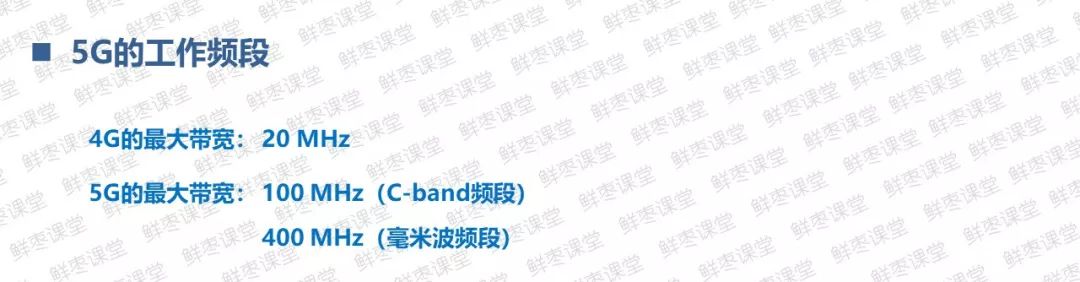 ■ 5G的工作频段
4G的最大带宽： 20 MHz
5G的最大带宽： 100 MHz（C-band频段）
400 MHz（毫米波频段）
鲜枣课堂